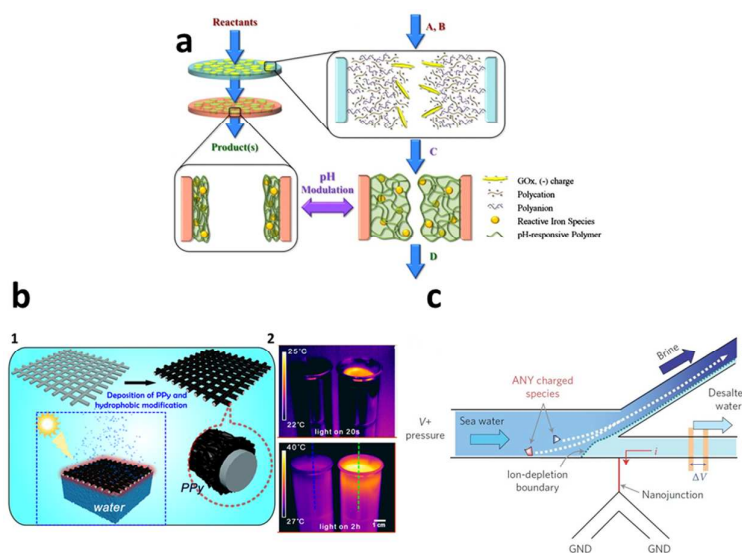 a
Reactants
A, B
Product(s)
C
pH
Modulation
D
GOx, (-) charge
Polycation
Polyanion
Reactive Iron Species
pH-responsive Polymer
b
1
Deposition of PPy and
hydrophobic modification
water
PPy
2
25°C
22°C
light on 20s
40°C
27°C
light on 2h
1 cm
c
Brine
ANY charged
species
Desalted
water
V+
pressure
Sea water
i
Ion-depletion
boundary
ΔV
Nanojunction
GND
GND